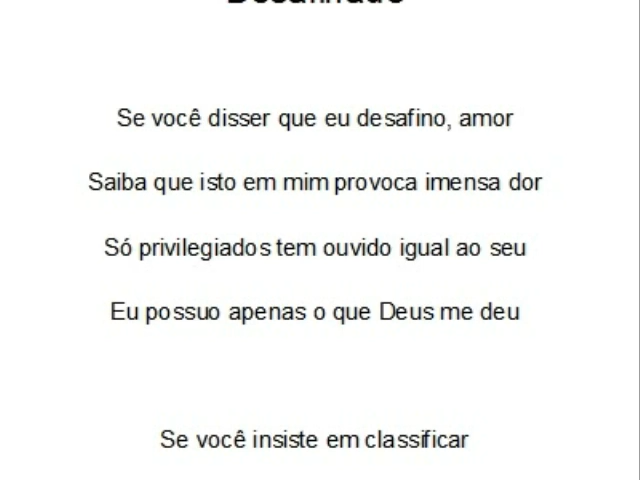 Desafinado
Se você disser que eu desafino, amor
Saiba que isto em mim provoca imensa dor
Só privilegiados tem ouvido igual ao seu
Eu possuo apenas o que Deus me deu
Se você insiste em classificar